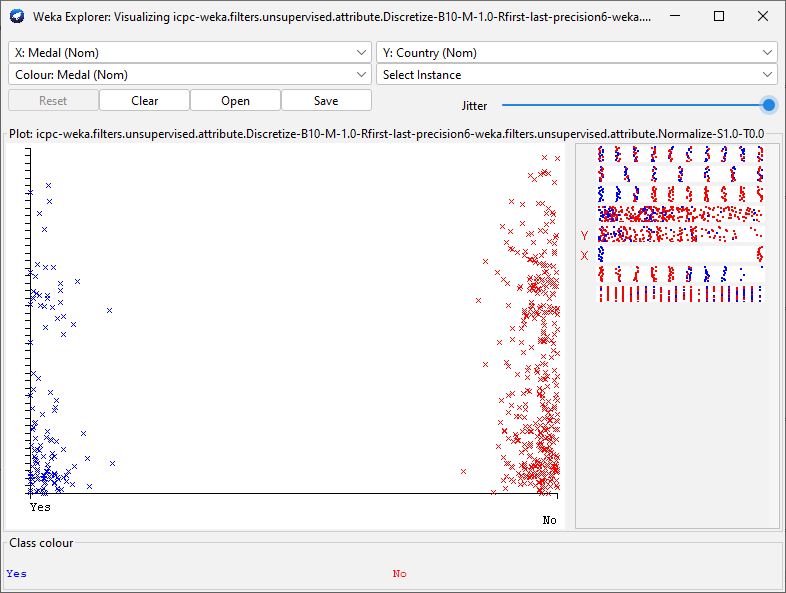 Weka Explorer: Visualizing icpc-weka.filters.unsupervised.attribute.Discretize-B10-M-1.0-Rfirst-last-precision6-weka....
X: Medal (Nom)
Y: Country (Nom)
Colour: Medal (Nom)
Select Instance
Reset
Clear
Open
Save
Jitter
Plot: icpc-weka.filters.unsupervised.attribute.Discretize-B10-M-1.0-Rfirst-last-precision6-weka.filters.unsupervised.attribute.Normalize-S1.0-T0.0
Y
X
Yes
No
Class colour
Yes
No